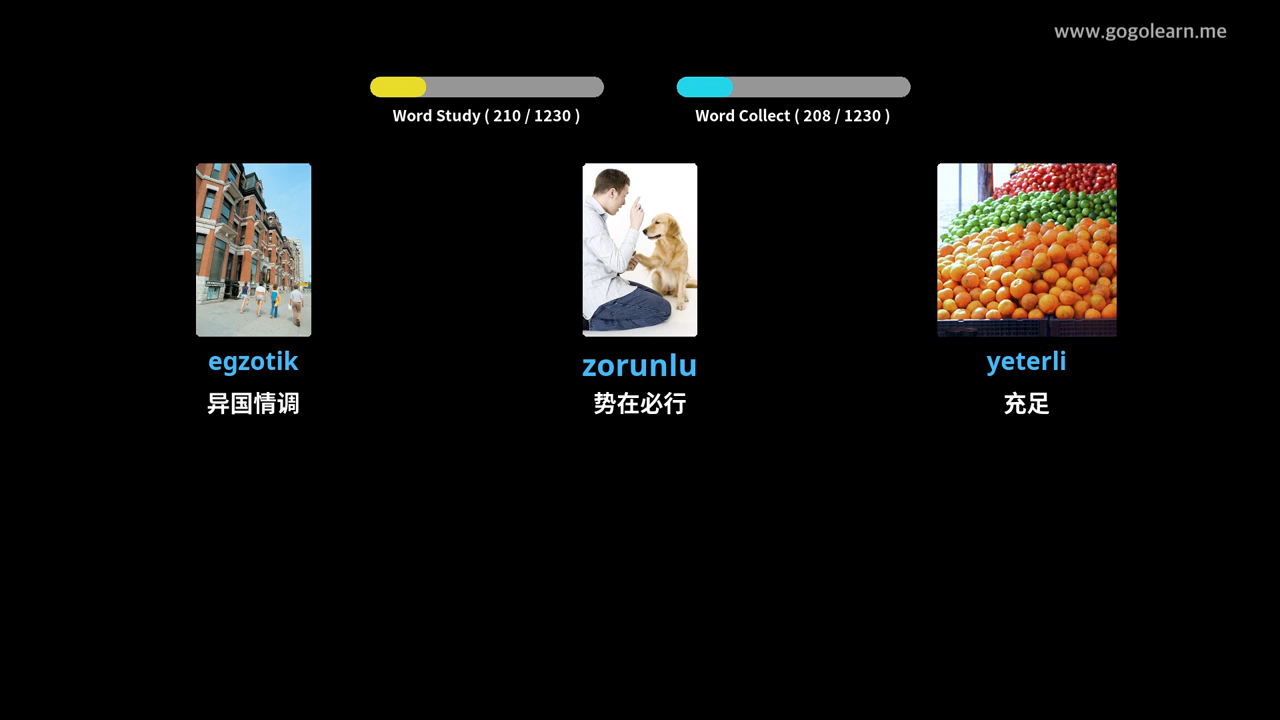 www.gogolearn.me
Word Study ( 210 / 1230 )
Word Collect ( 208 / 1230 )
egzotik
异国情调
zorunlu
势在必行
yeterli
充足